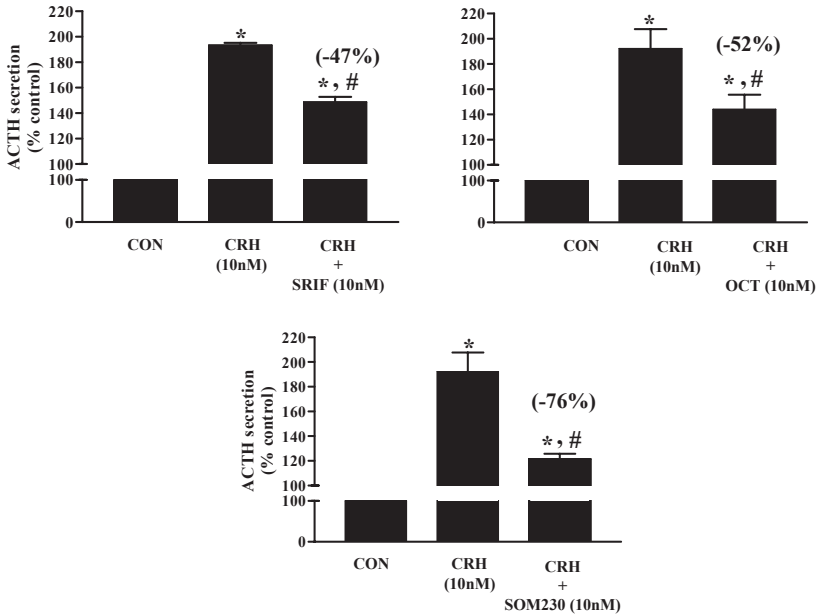 ACTH secretion
(% control)
220
200
180
160
140
120
100
100
0
*
(-47%)
*, #
CON
CRH
(10nM)
CRH
+
SRIF (10nM)
220
200
180
160
140
120
100
100
0
*
(-52%)
*, #
CON
CRH
(10nM)
CRH
+
OCT (10nM)
ACTH secretion
(% control)
220
200
180
160
140
120
100
100
0
*
(-76%)
*, #
CON
CRH
(10nM)
CRH
+
SOM230 (10nM)